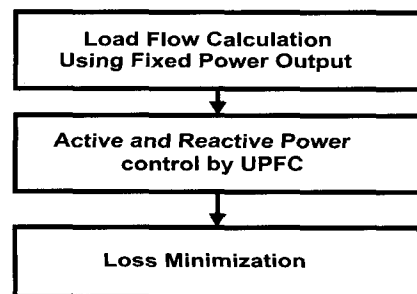 Load Flow Calculation
Using Fixed Power Output
Active and Reactive Power
control by UPFC
Loss Minimization